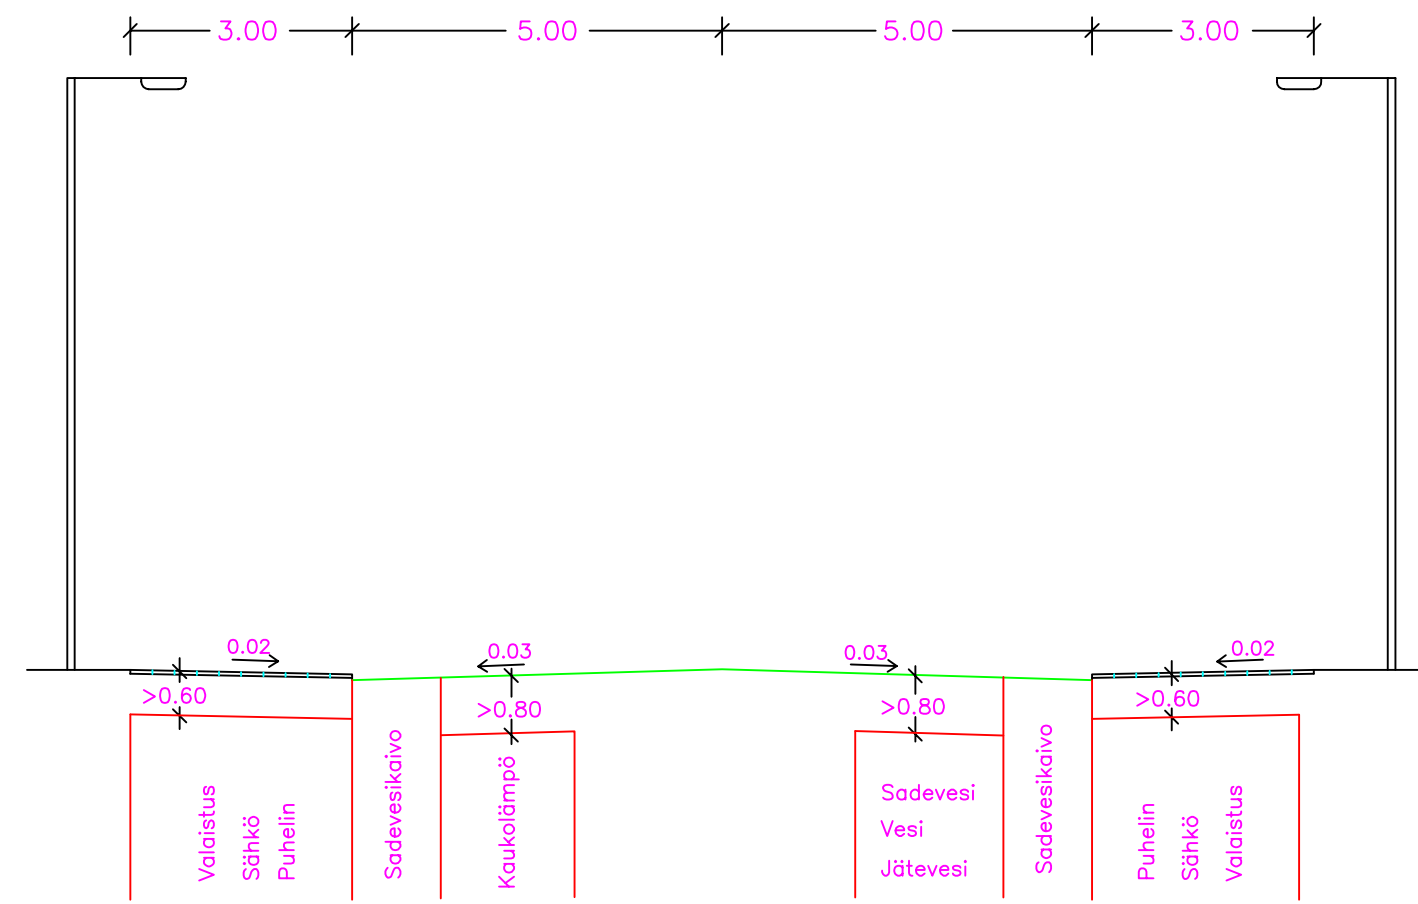 3.00
5.00
5.00
3.00
0.02
0.03
0.03
0.02
>0.60
>0.80
>0.80
>0.60
Valaistus
Sähkö
Puhelin
Sadevesikaivo
Kaukolämpö
Sadevesi
Vesi
Jätevesi
Sadevesikaivo
Puhelin
Sähkö
Valaistus